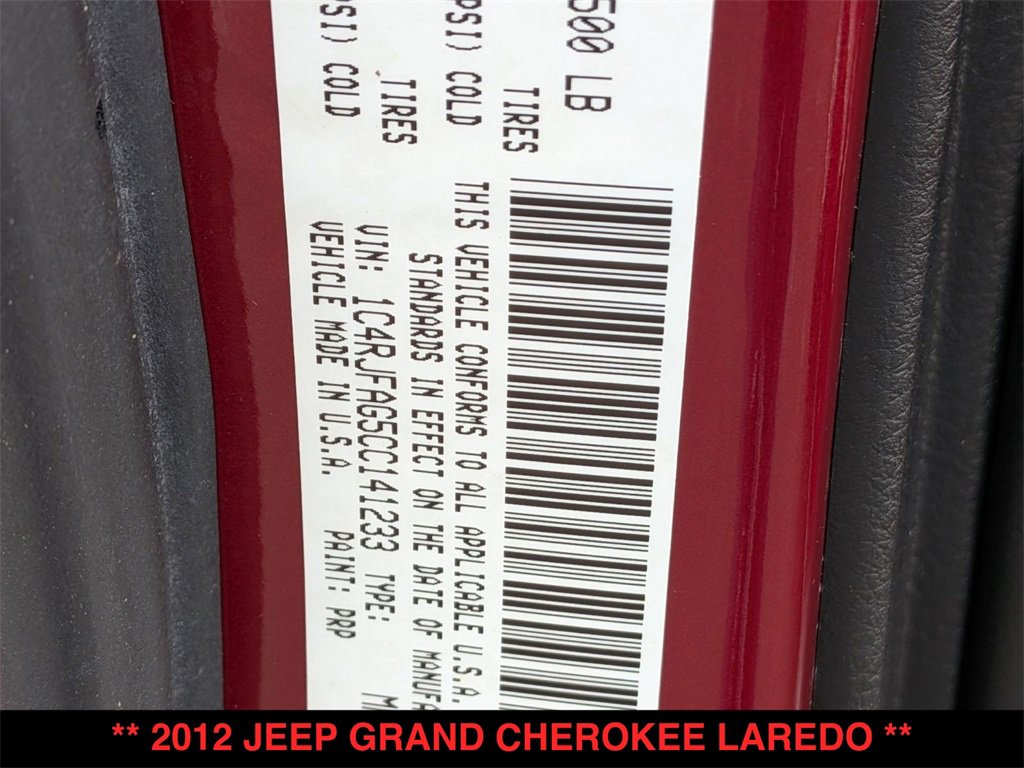 500 LB
TIRES
PSI) COLD
TIRES
PSI) COLD
THIS VEHICLE CONFORMS TO ALL APPLICABLE U.S.A.
STANDARDS IN EFFECT ON THE DATE OF MANUFA
VIN: 1C4RJFAG5CC141233 TYPE: M
VEHICLE MADE IN U.S.A. PAINT: PRP
** 2012 JEEP GRAND CHEROKEE LAREDO **